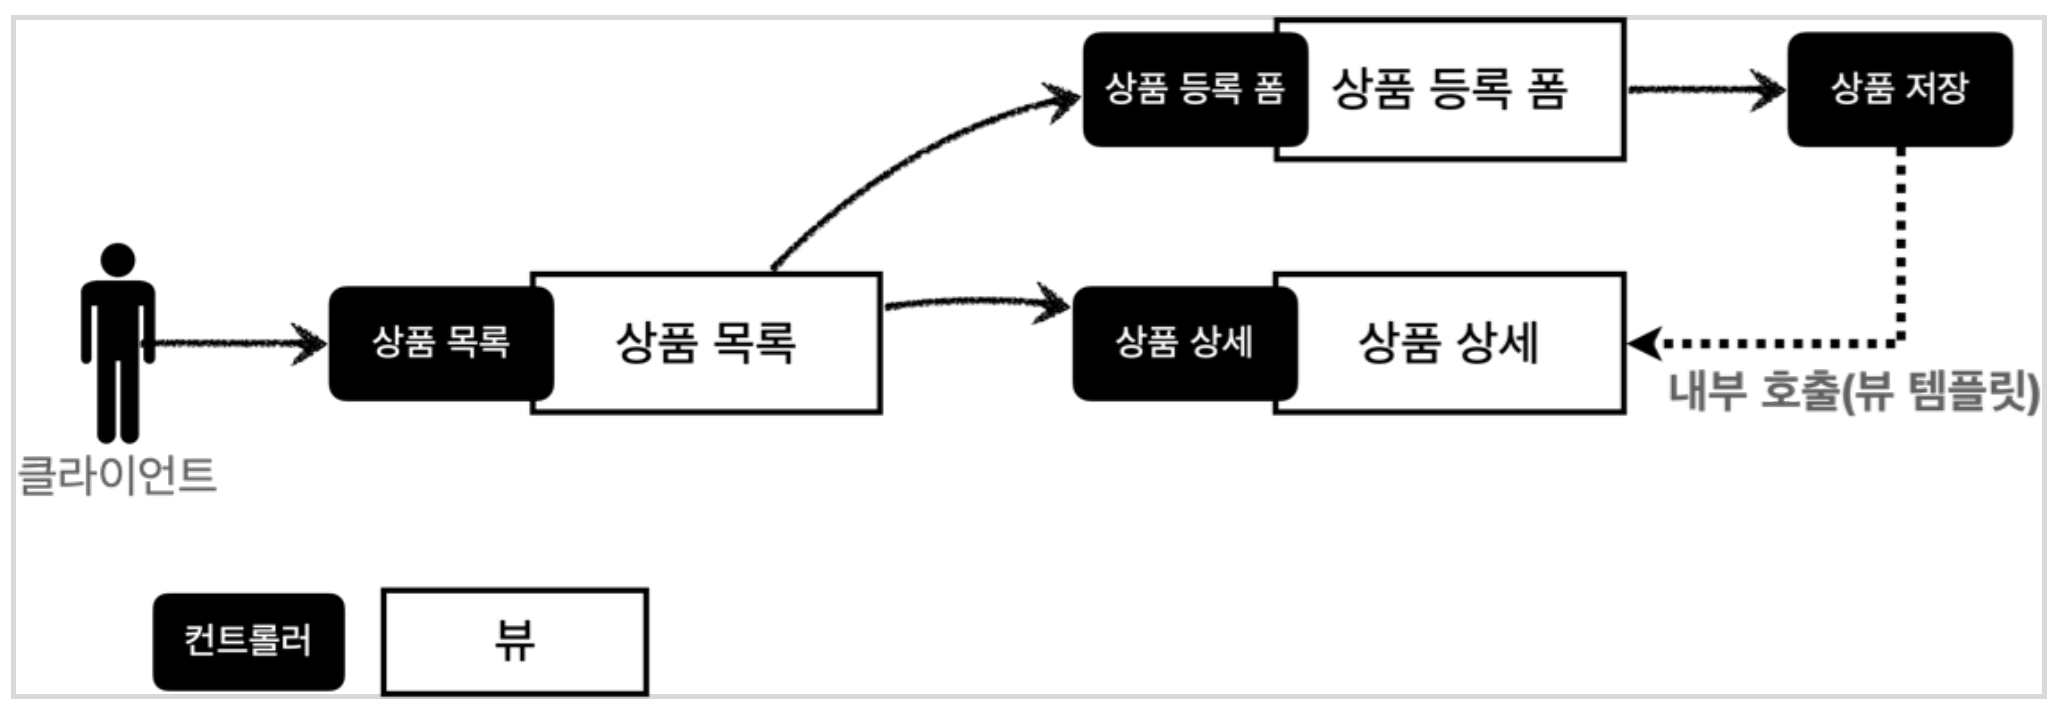 상품 등록 폼
상품 등록 폼
상품 저장
상품 목록
상품 목록
상품 상세
상품 상세
내부 호출(뷰 템플릿)
클라이언트
컨트롤러
뷰